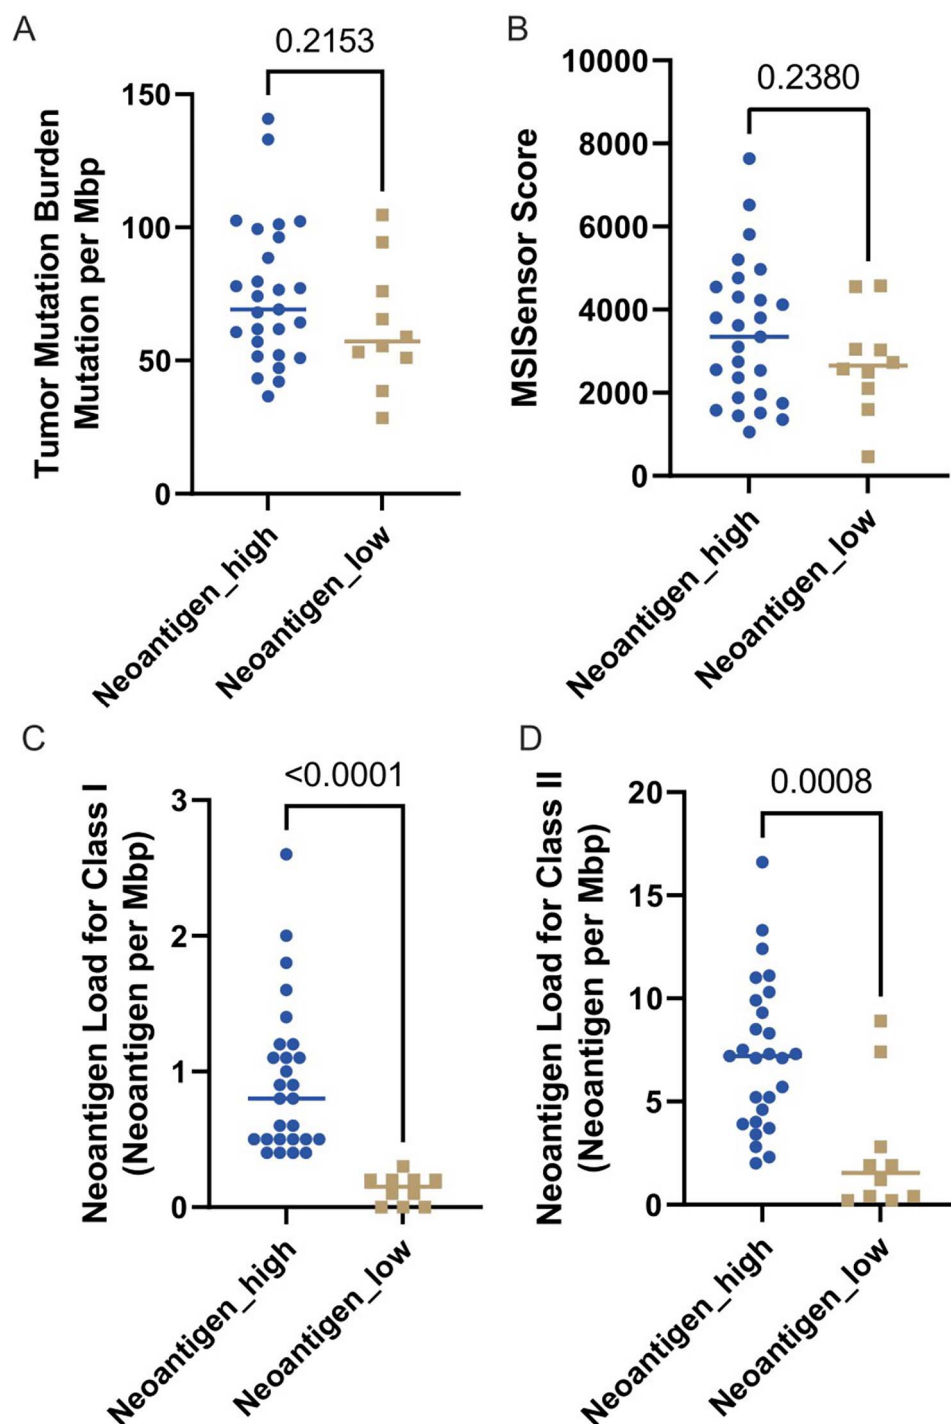 A
0.2153
Tumor Mutation Burden
Mutation per Mbp
150
100
50
0
Neoantigen_high
Neoantigen_low
B
0.2380
MSISensor Score
10000
8000
6000
4000
2000
0
Neoantigen_high
Neoantigen_low
C
<0.0001
Neoantigen Load for Class I
(Neoantigen per Mbp)
3
2
1
0
Neoantigen_high
Neoantigen_low
D
0.0008
Neoantigen Load for Class II
(Neoantigen per Mbp)
20
15
10
5
0
Neoantigen_high
Neoantigen_low